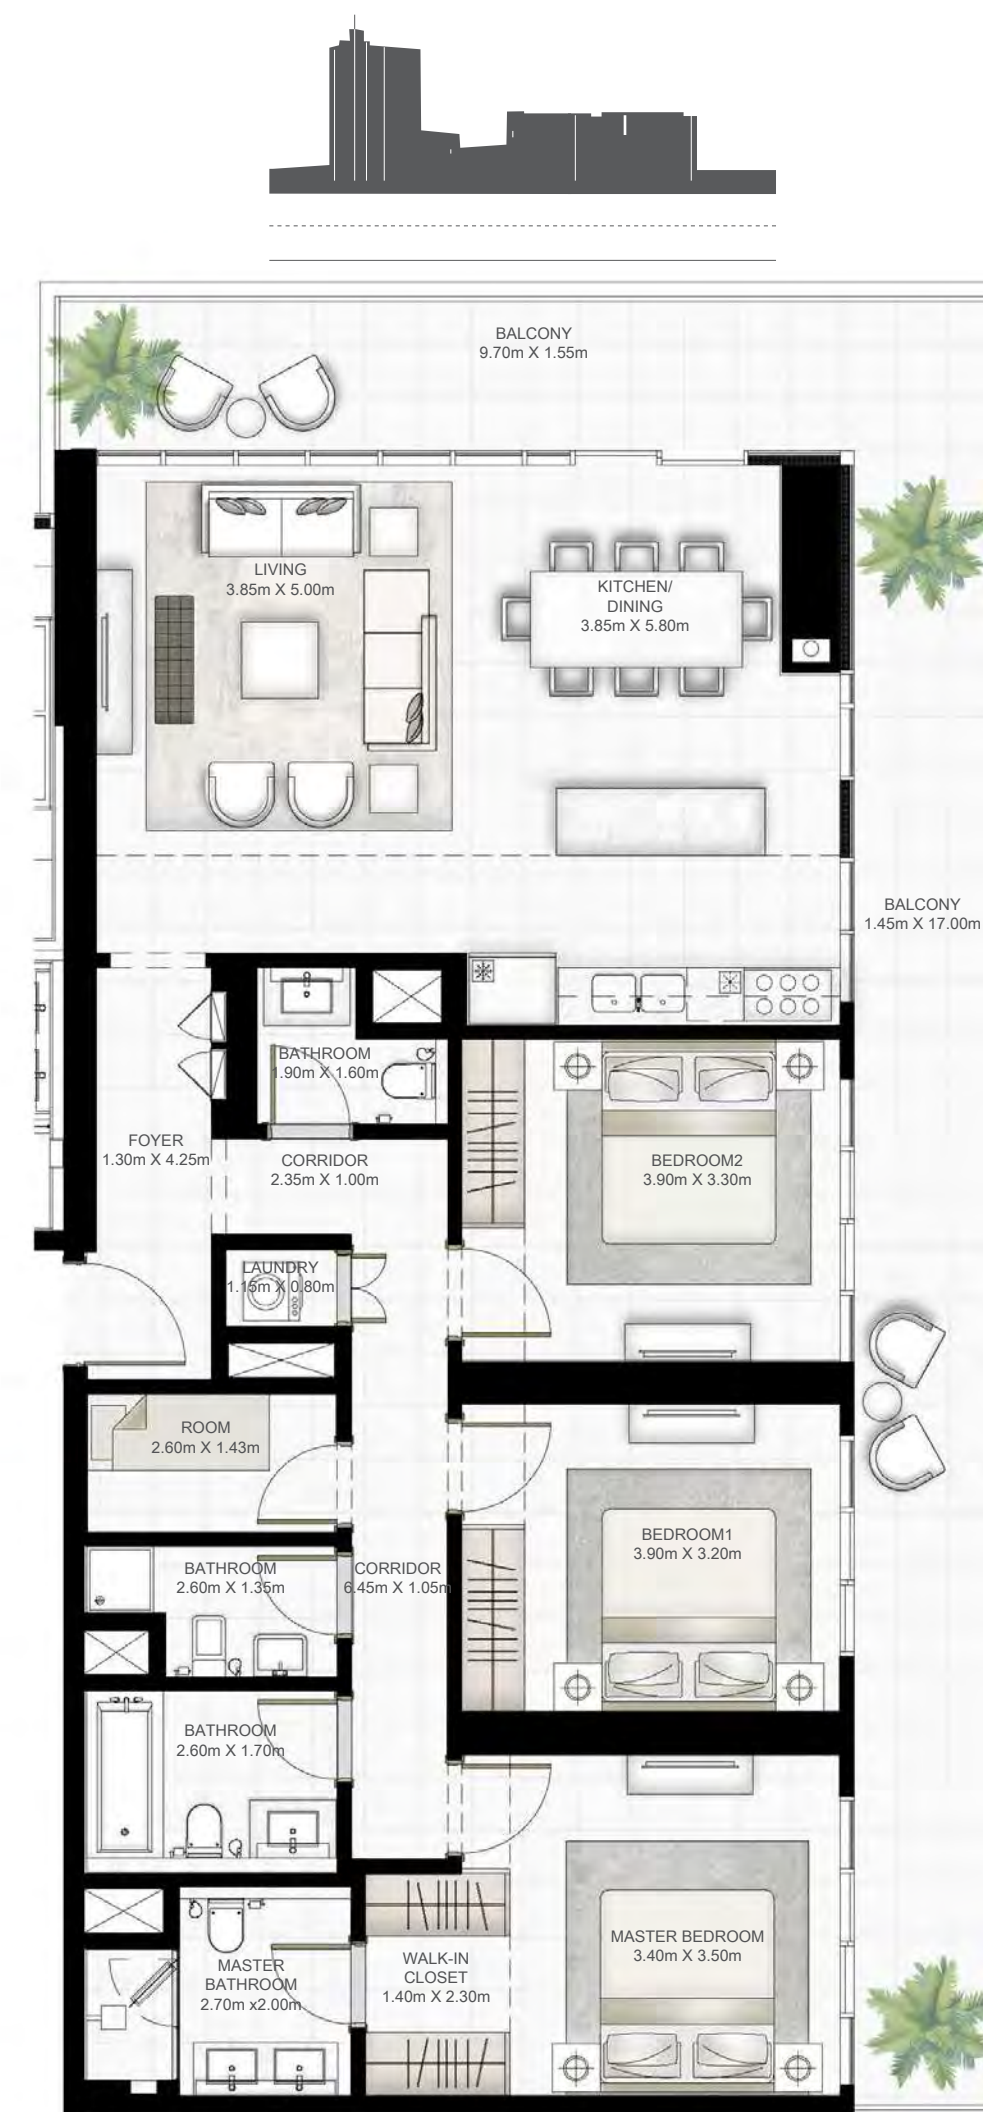 BALCONY
9.70m X 1.55m
LIVING
3.85m X 5.00m
KITCHEN/
DINING
3.85m X 5.80m
BALCONY
1.45m X 17.00m
BATHROOM
1.90m X 1.60m
FOYER
1.30m X 4.25m
CORRIDOR
2.35m X 1.00m
BEDROOM2
3.90m X 3.30m
LAUNDRY
1.15m X 0.80m
ROOM
2.60m X 1.43m
BEDROOM1
3.90m X 3.20m
BATHROOM
2.60m X 1.35m
CORRIDOR
6.45m X 1.05m
BATHROOM
2.60m X 1.70m
MASTER BEDROOM
3.40m X 3.50m
WALK-IN
CLOSET
1.40m X 2.30m
MASTER
BATHROOM
2.70m x2.00m